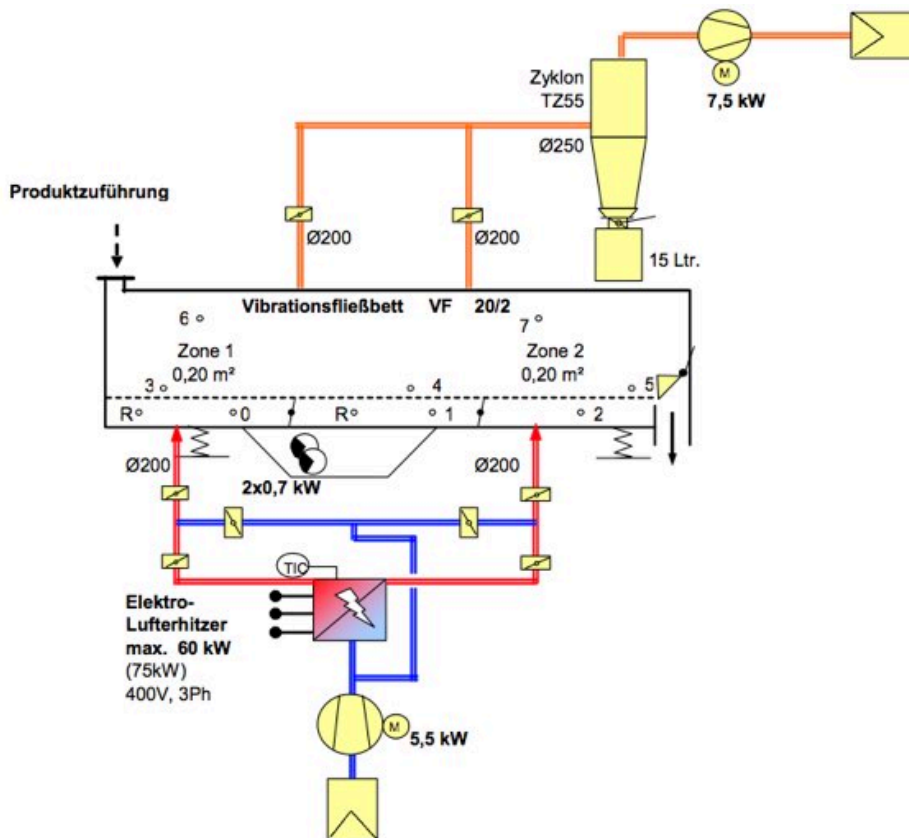 Zyklon
TZ55
M
7,5 kW
Ø250
Produktzuführung
Ø200
Ø200
15 Ltr.
Vibrationsfließbett VF 20/2
6
7
Zone 1
0,20 m²
Zone 2
0,20 m²
3
4
5
R
0
R
1
2
Ø200
2x0,7 kW
Ø200
TIC
Elektro-
Lufterhitzer
max. 60 kW
(75kW)
400V, 3Ph
M
5,5 kW